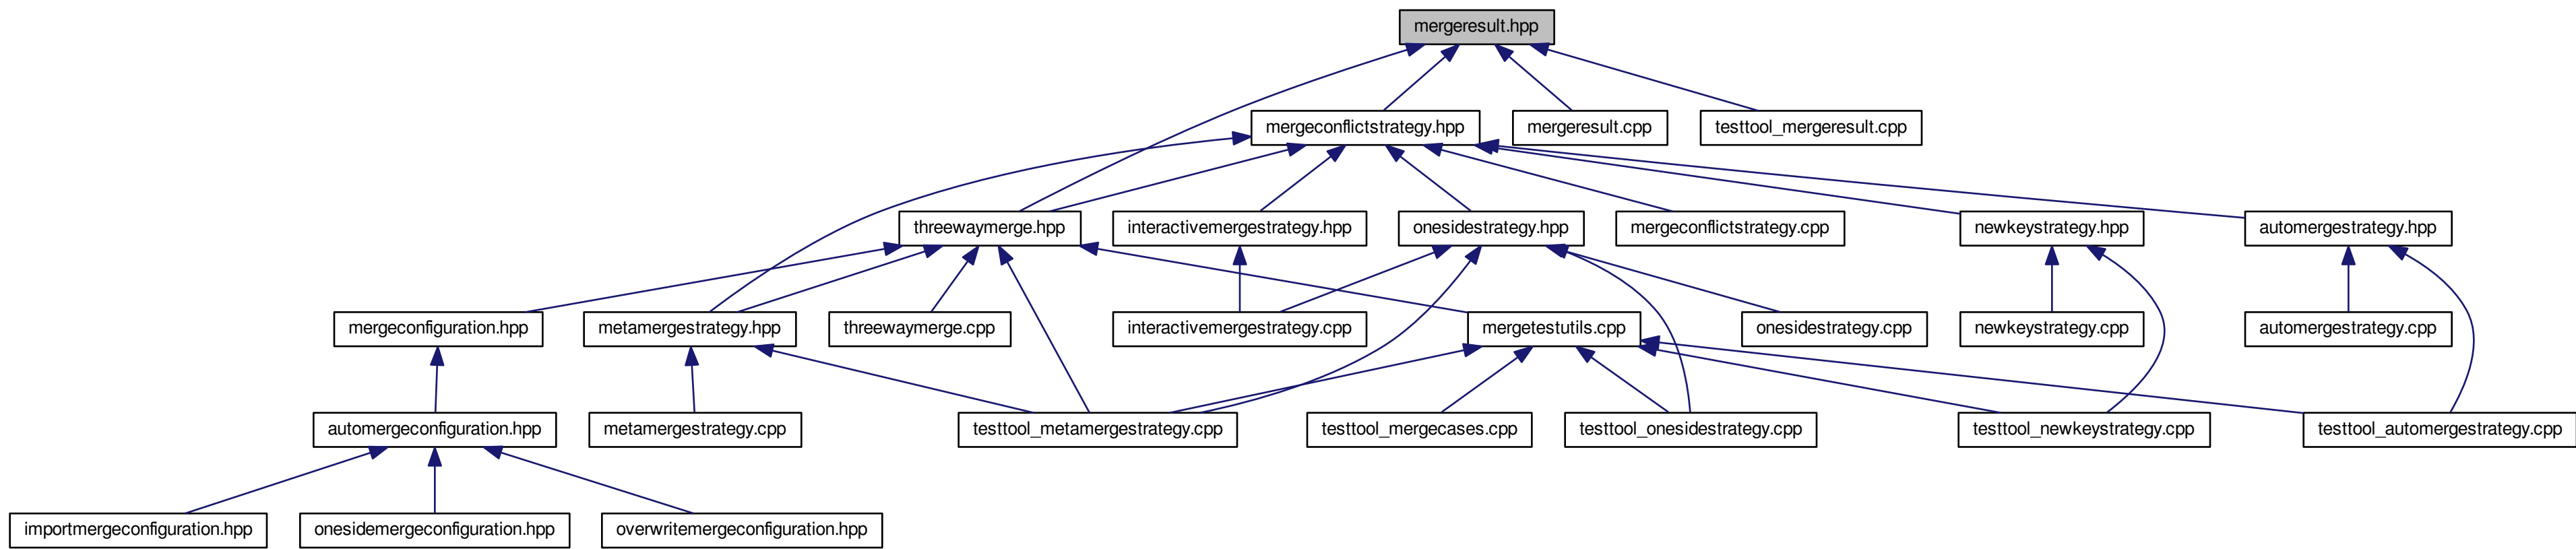 mergeresult.hpp
mergeconflictstrategy.hpp
mergeresult.cpp
testtool_mergeresult.cpp
threewaymerge.hpp
interactivemergestrategy.hpp
onesidestrategy.hpp
mergeconflictstrategy.cpp
newkeystrategy.hpp
automergestrategy.hpp
mergeconfiguration.hpp
metamergestrategy.hpp
threewaymerge.cpp
interactivemergestrategy.cpp
mergetestutils.cpp
onesidestrategy.cpp
newkeystrategy.cpp
automergestrategy.cpp
automergeconfiguration.hpp
metamergestrategy.cpp
testtool_metamergestrategy.cpp
testtool_mergecases.cpp
testtool_onesidestrategy.cpp
testtool_newkeystrategy.cpp
testtool_automergestrategy.cpp
importmergeconfiguration.hpp
onesidemergeconfiguration.hpp
overwritemergeconfiguration.hpp